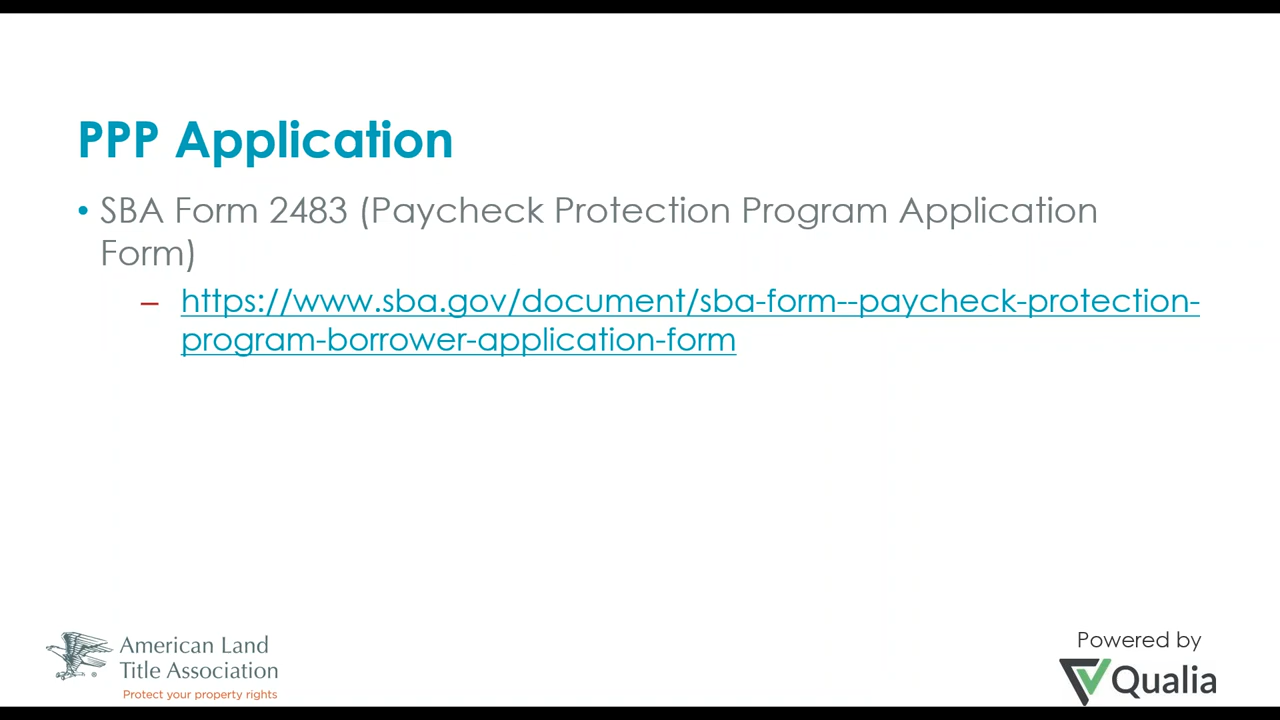 PPP Application
• SBA Form 2483 (Paycheck Protection Program Application
Form)
– https://www.sba.gov/document/sba-form--paycheck-protection-
program-borrower-application-form
American Land
Title Association
Protect your property rights
Powered by
Qualia